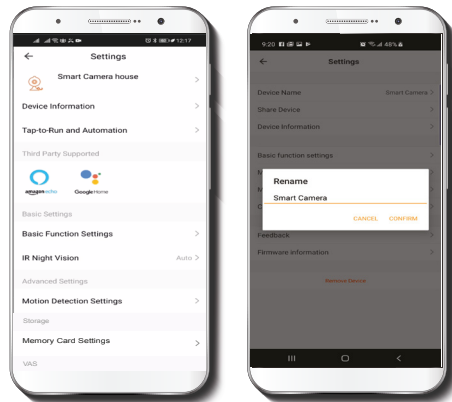 12:17
Settings
Smart Camera house
Device Information
Tap-to-Run and Automation
Third Party Supported
amazon echo
Google Home
Basic Settings
Basic Function Settings
IR Night Vision Auto
Advanced Settings
Motion Detection Settings
Storage
Memory Card Settings
VAS
9:20 48%
Settings
Device Name Smart Camera
Share Device
Device Information
Basic function settings
M
M
C
Rename
Smart Camera
CANCEL CONFIRM
Feedback
Firmware information
Remove Device